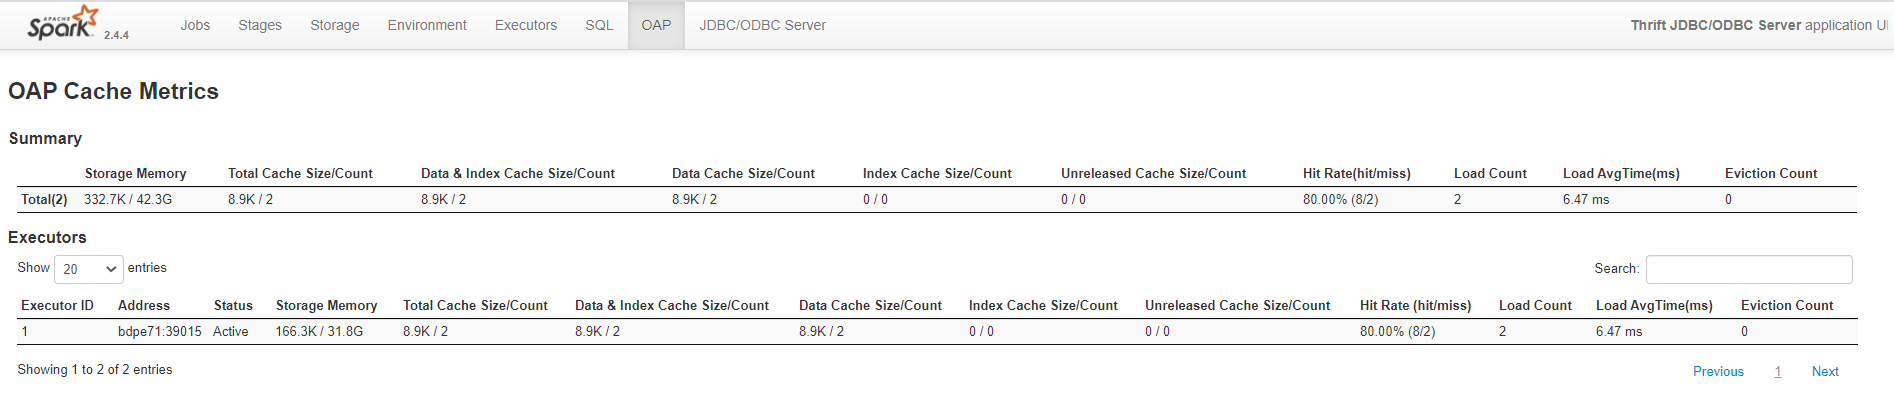 APACHE Spark 2.4.4 Jobs Stages Storage Environment Executors SQL OAP JDBC/ODBC Server Thrift JDBC/ODBC Server application UI
OAP Cache Metrics
Summary
Storage Memory Total Cache Size/Count Data & Index Cache Size/Count Data Cache Size/Count Index Cache Size/Count Unreleased Cache Size/Count Hit Rate(hit/miss) Load Count Load AvgTime(ms) Eviction Count
Total(2) 332.7K / 42.3G 8.9K / 2 8.9K / 2 8.9K / 2 0 / 0 0 / 0 80.00% (8/2) 2 6.47 ms 0
Executors
Show 20 entries Search:
Executor ID Address Status Storage Memory Total Cache Size/Count Data & Index Cache Size/Count Data Cache Size/Count Index Cache Size/Count Unreleased Cache Size/Count Hit Rate (hit/miss) Load Count Load AvgTime(ms) Eviction Count
1 bdpe71:39015 Active 166.3K / 31.8G 8.9K / 2 8.9K / 2 8.9K / 2 0 / 0 0 / 0 80.00% (8/2) 2 6.47 ms 0
Showing 1 to 2 of 2 entries Previous 1 Next